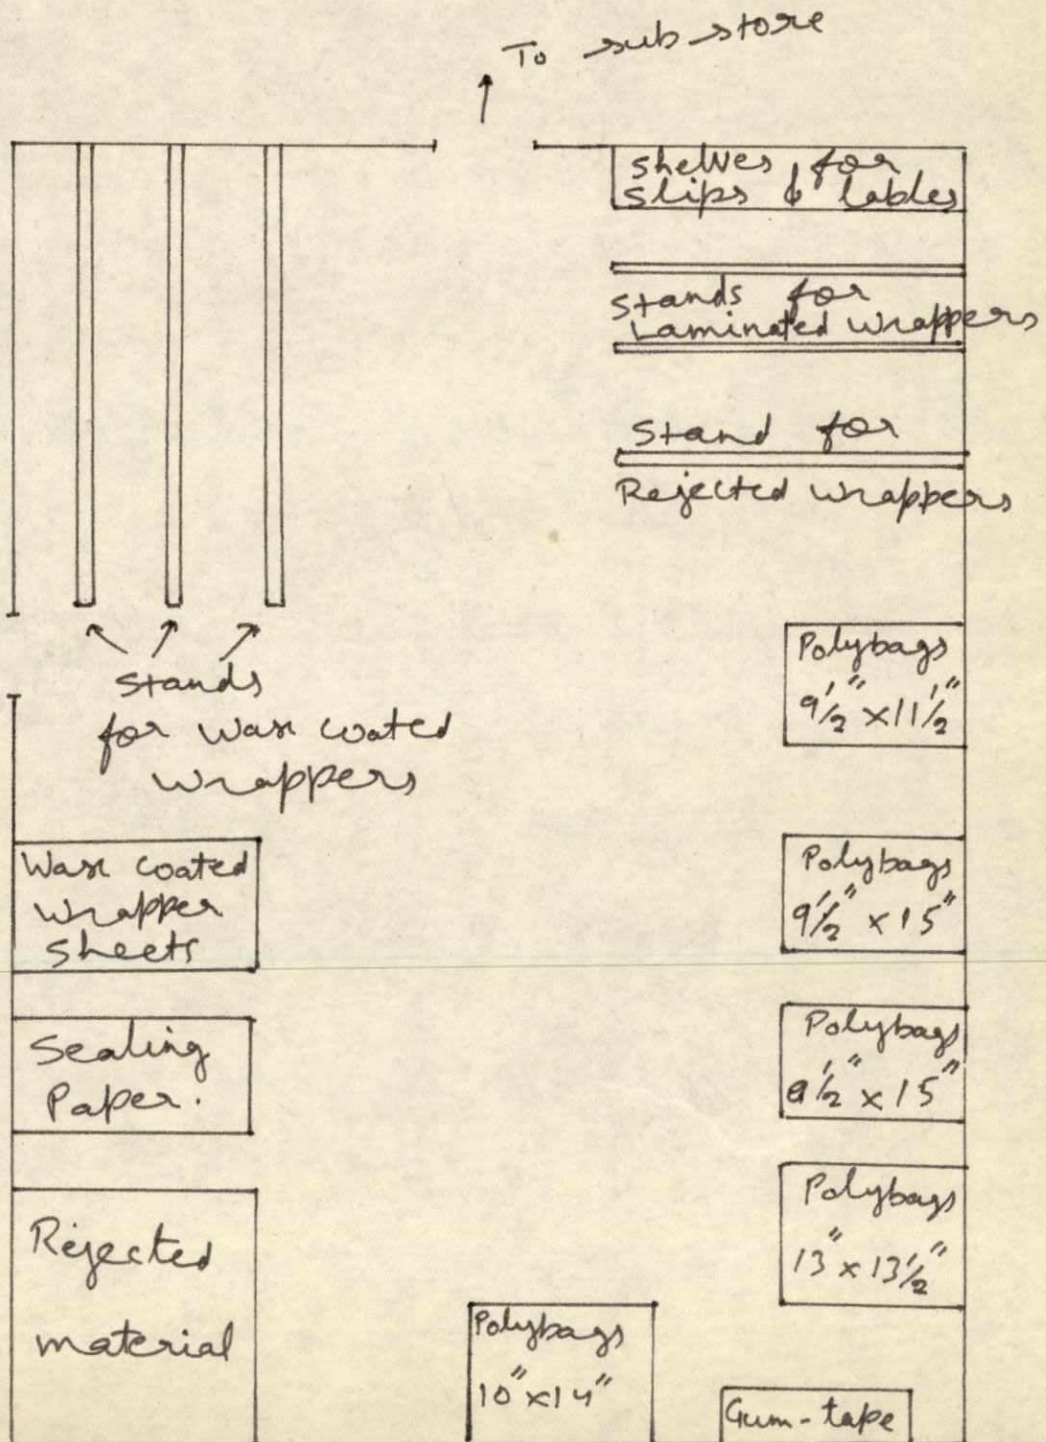 To sub store
shelves for
slips & lables
Stands for
Laminated wrappers
Stand for
Rejected wrappers
Stands
for wax coated
wrappers
Polybags
9½" x 11½"
Wax coated
wrapper
sheets
Polybags
9½" x 15"
Sealing
Paper.
Polybags
9½" x 15"
Rejected
material
Polybags
13" x 13½"
Polybags
10" x 14"
Gum-tape